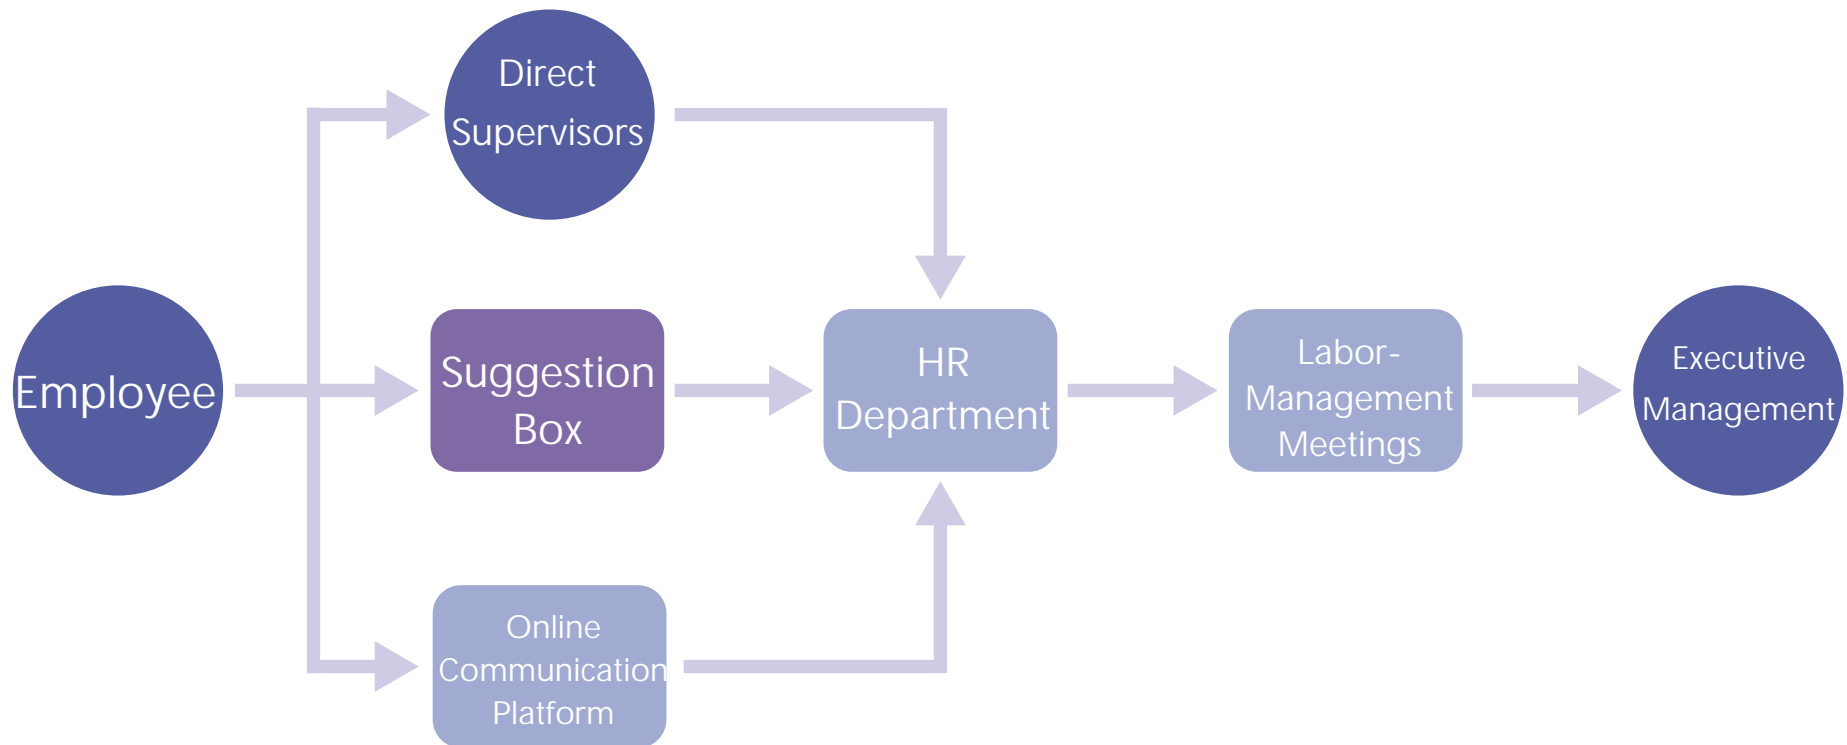 Direct
Supervisors
Employee
Suggestion
Box
HR
Department
Labor-
Management
Meetings
Executive
Management
Online
Communication
Platform